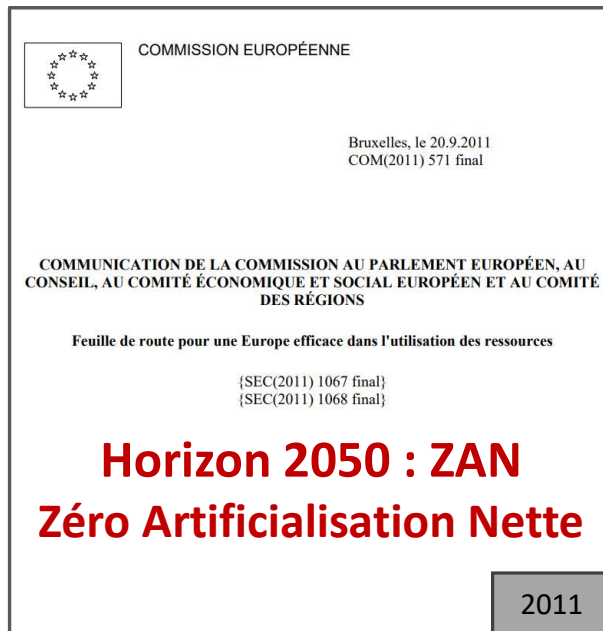 COMMISSION EUROPÉENNE
Bruxelles, le 20.9.2011
COM(2011) 571 final
COMMUNICATION DE LA COMMISSION AU PARLEMENT EUROPÉEN, AU
CONSEIL, AU COMITÉ ÉCONOMIQUE ET SOCIAL EUROPÉEN ET AU COMITÉ
DES RÉGIONS
Feuille de route pour une Europe efficace dans l'utilisation des ressources
{SEC(2011) 1067 final}
{SEC(2011) 1068 final}
Horizon 2050 : ZAN
Zéro Artificialisation Nette
2011